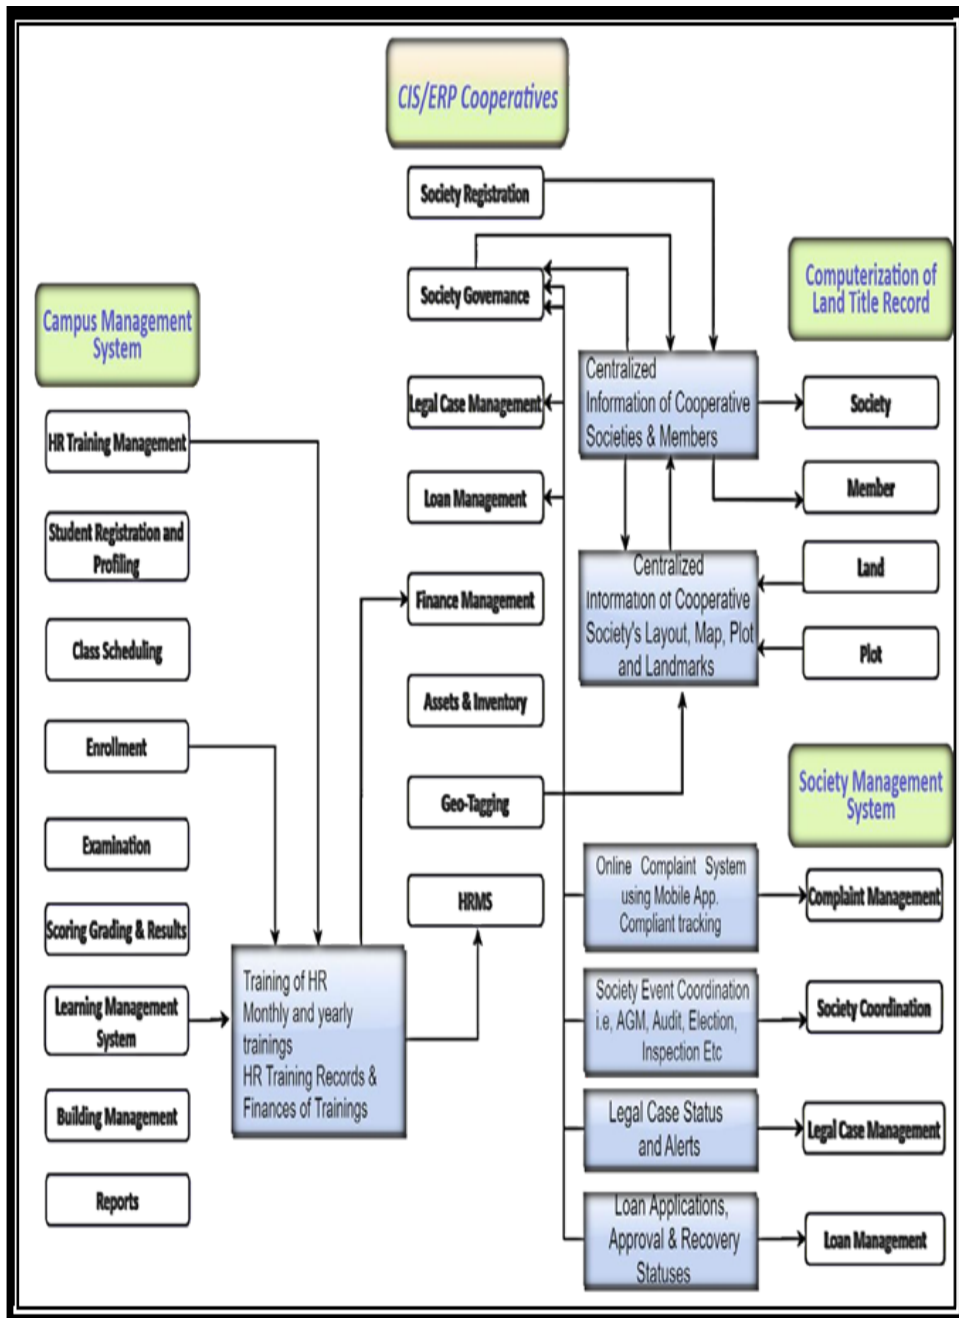 CIS/ERP Cooperatives
Society Registration
Society Governance
Legal Case Management
Loan Management
Finance Management
Assets & Inventory
Geo-Tagging
HRMS
Campus Management
System
HR Training Management
Student Registration and
Profiling
Class Scheduling
Enrollment
Examination
Scoring Grading & Results
Learning Management
System
Building Management
Reports
Training of HR
Monthly and yearly
trainings
HR Training Records &
Finances of Trainings
Computerization of
Land Title Record
Centralized
Information of Cooperative
Societies & Members
Society
Member
Centralized
Information of Cooperative
Society's Layout, Map, Plot
and Landmarks
Land
Plot
Society Management
System
Online Complaint System
using Mobile App.
Compliant tracking
Complaint Management
Society Event Coordination
i.e, AGM, Audit, Election,
Inspection Etc
Society Coordination
Legal Case Status
and Alerts
Legal Case Management
Loan Applications,
Approval & Recovery
Statuses
Loan Management